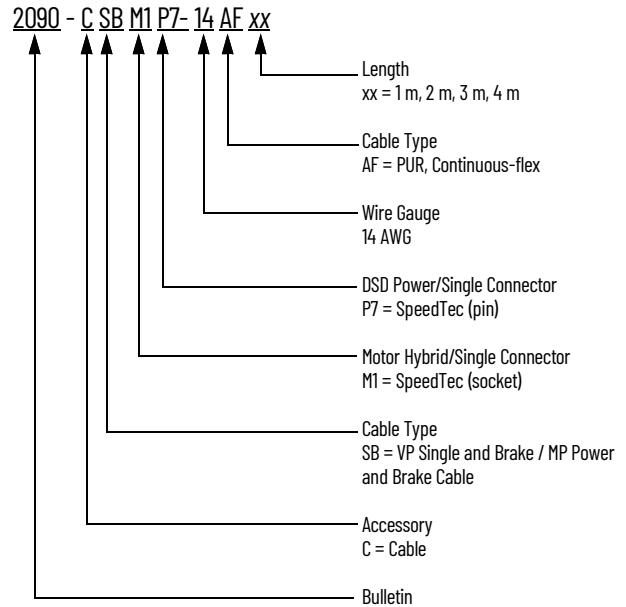 2090 - C SB M1 P7- 14 AF xx
Length
xx = 1 m, 2 m, 3 m, 4 m
Cable Type
AF = PUR, Continuous-flex
Wire Gauge
14 AWG
DSD Power/Single Connector
P7 = SpeedTec (pin)
Motor Hybrid/Single Connector
M1 = SpeedTec (socket)
Cable Type
SB = VP Single and Brake / MP Power
and Brake Cable
Accessory
C = Cable
Bulletin